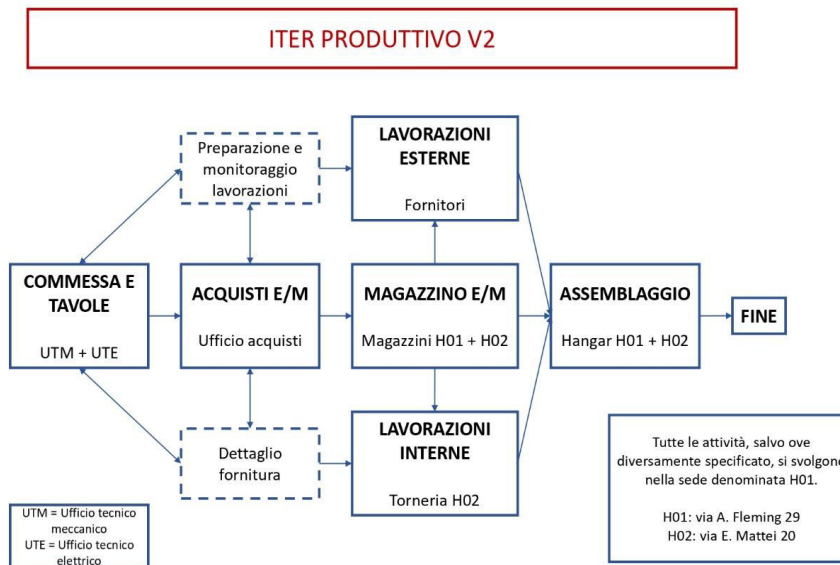 ITER PRODUTTIVO V2
Preparazione e
monitoraggio
lavorazioni
LAVORAZIONI
ESTERNE
Fornitori
COMMESSA E
TAVOLE
UTM + UTE
ACQUISTI E/M
Ufficio acquisti
MAGAZZINO E/M
Magazzini H01 + H02
ASSEMBLAGGIO
Hangar H01 + H02
FINE
Dettaglio
fornitura
LAVORAZIONI
INTERNE
Torneria H02
UTM = Ufficio tecnico
meccanico
UTE = Ufficio tecnico
elettrico
Tutte le attività, salvo ove
diversamente specificato, si svolgono
nella sede denominata H01.
H01: via A. Fleming 29
H02: via E. Mattei 20